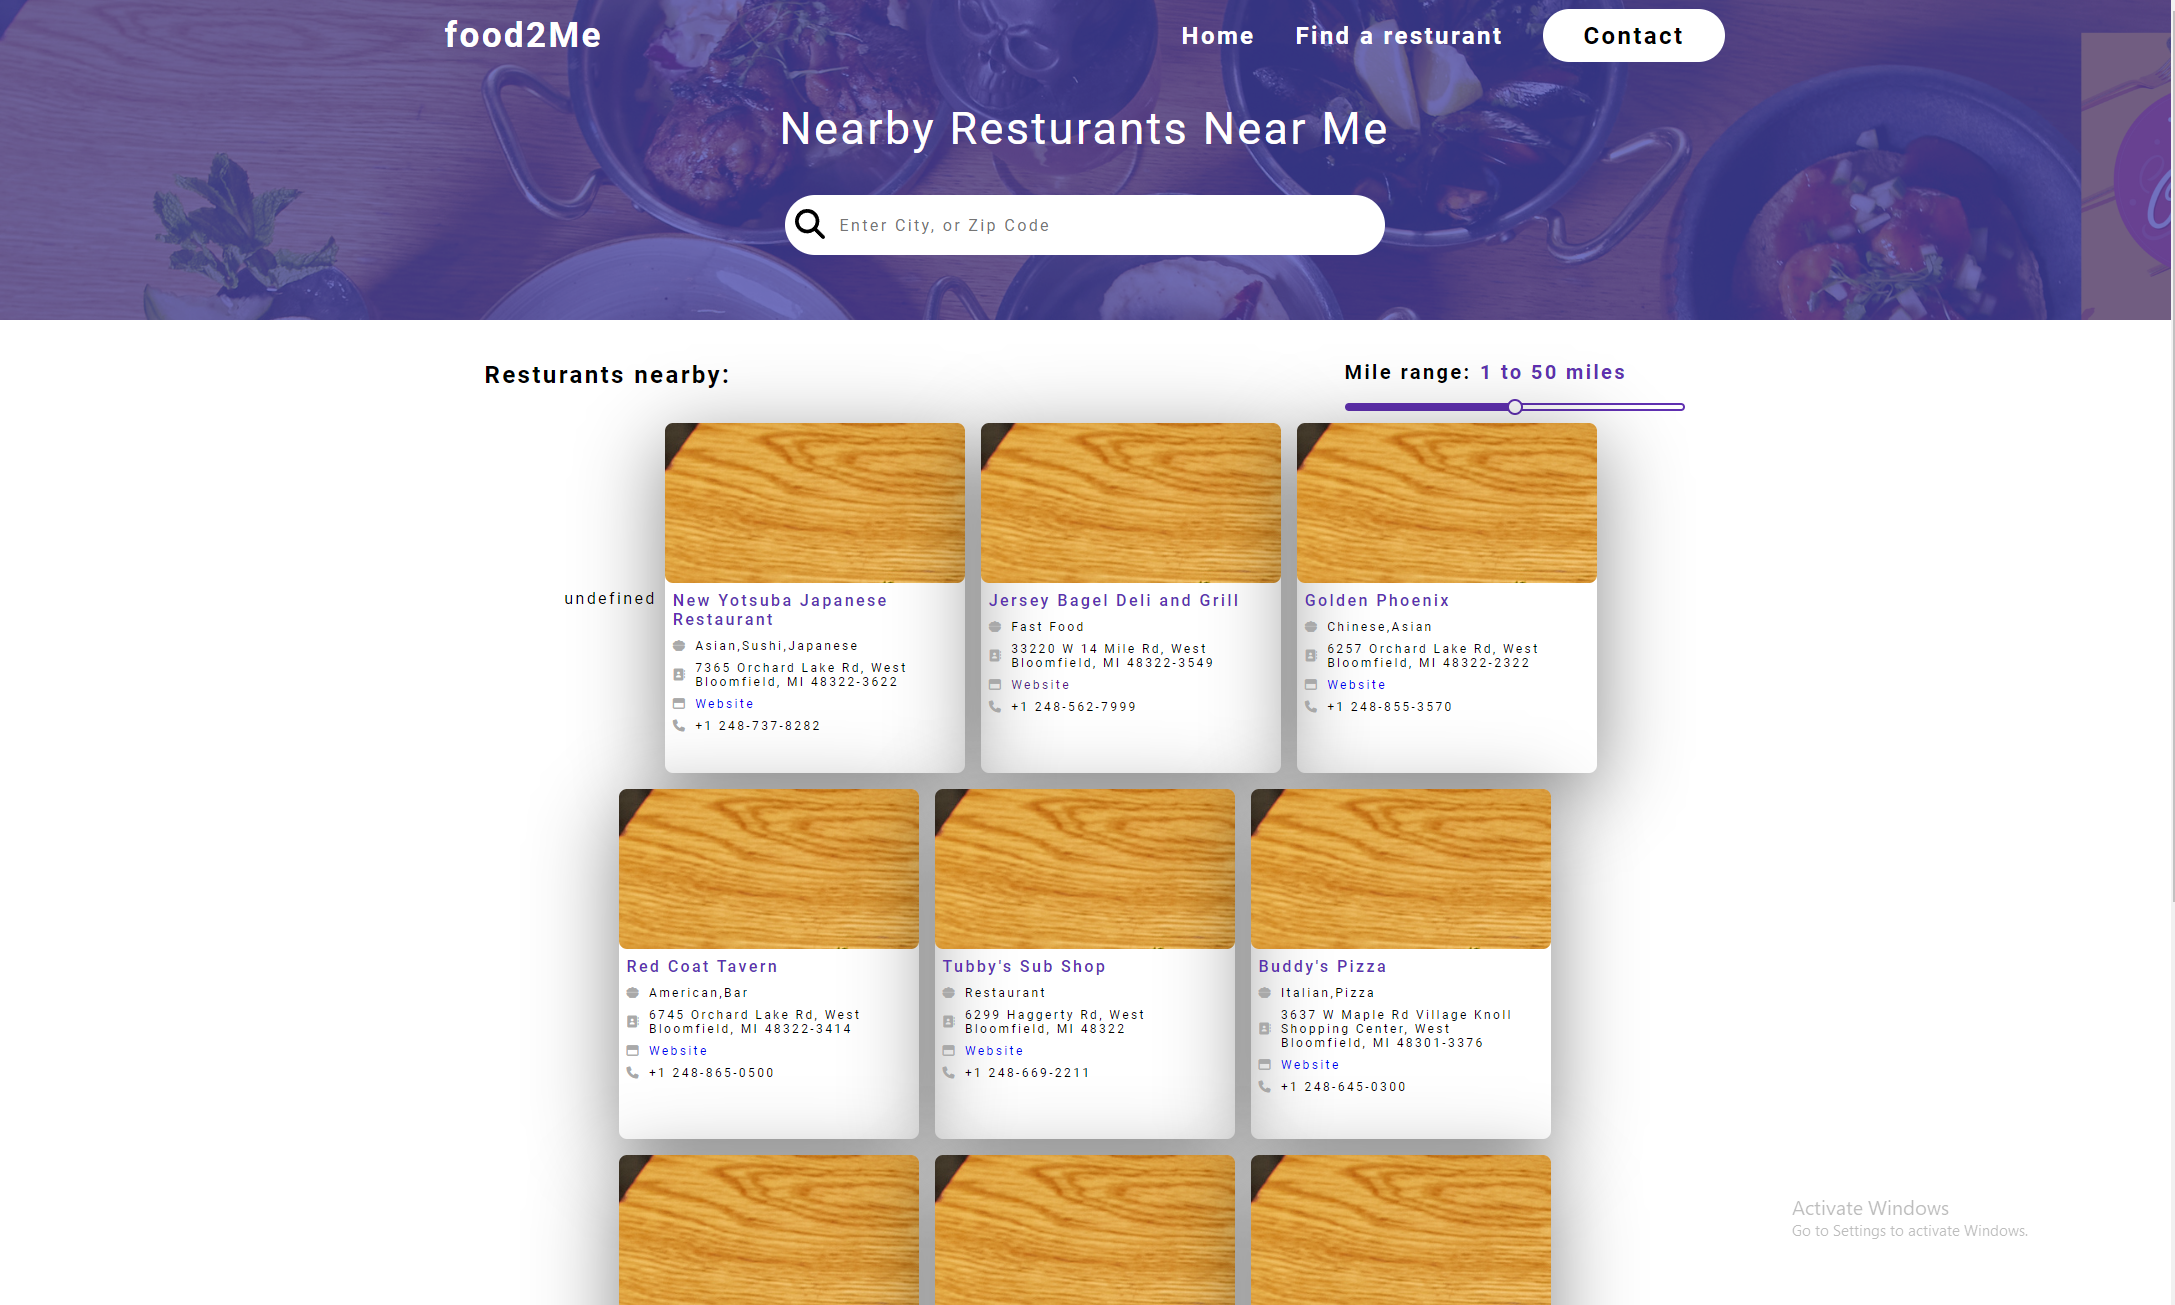 food2Me
Home
Find a resturant
Contact
Nearby Resturants Near Me
Enter City, or Zip Code
Resturants nearby:
Mile range: 1 to 50 miles
undefined
New Yotsuba Japanese
Restaurant
Asian,Sushi,Japanese
7365 Orchard Lake Rd, West
Bloomfield, MI 48322-3622
Website
+1 248-737-8282
Jersey Bagel Deli and Grill
Fast Food
33220 W 14 Mile Rd, West
Bloomfield, MI 48322-3549
Website
+1 248-562-7999
Golden Phoenix
Chinese,Asian
6257 Orchard Lake Rd, West
Bloomfield, MI 48322-2322
Website
+1 248-855-3570
Red Coat Tavern
American,Bar
6745 Orchard Lake Rd, West
Bloomfield, MI 48322-3414
Website
+1 248-865-0500
Tubby's Sub Shop
Restaurant
6299 Haggerty Rd, West
Bloomfield, MI 48322
Website
+1 248-669-2211
Buddy's Pizza
Italian,Pizza
3637 W Maple Rd Village Knoll
Shopping Center, West
Bloomfield, MI 48301-3376
Website
+1 248-645-0300
Activate Windows
Go to Settings to activate Windows.